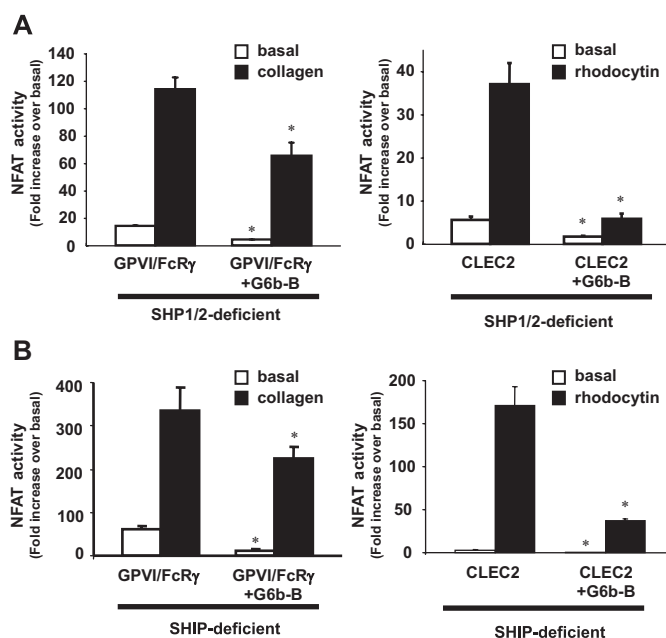 A
NFAT activity
(Fold increase over basal)
140
120
100
80
60
40
20
0
basal
collagen
*
*
GPVI/FcRγ
GPVI/FcRγ
+G6b-B
SHP1/2-deficient
NFAT activity
(Fold increase over basal)
40
30
20
10
0
basal
rhodocytin
*
*
CLEC2
CLEC2
+G6b-B
SHP1/2-deficient
B
NFAT activity
(Fold increase over basal)
400
300
200
100
0
basal
collagen
*
*
GPVI/FcRγ
GPVI/FcRγ
+G6b-B
SHIP-deficient
NFAT activity
(Fold increase over basal)
200
150
100
50
0
basal
rhodocytin
*
*
CLEC2
CLEC2
+G6b-B
SHIP-deficient